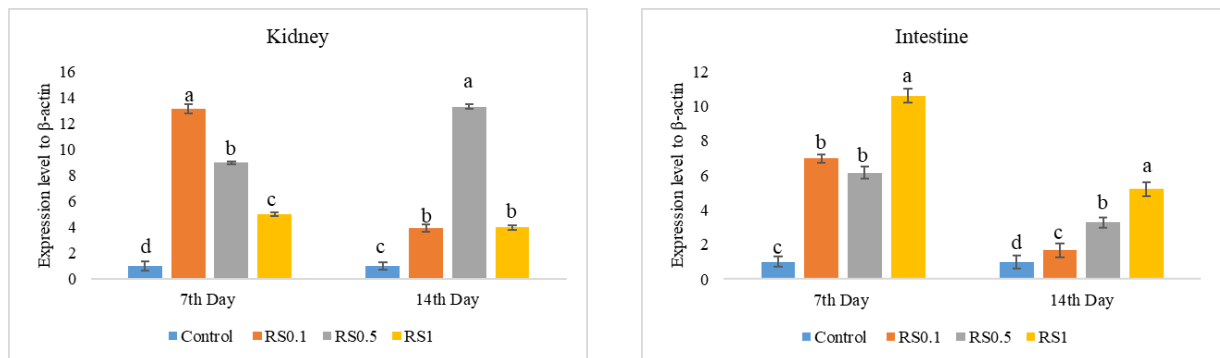 Kidney
Expression level to β-actin
16
14
12
10
8
6
4
2
0
d
a
b
c
c
b
a
b
7th Day
14th Day
Control RS0.1 RS0.5 RS1
Intestine
Expression level to β-actin
12
10
8
6
4
2
0
c
b
b
a
d
c
b
a
7th Day
14th Day
Control RS0.1 RS0.5 RS1